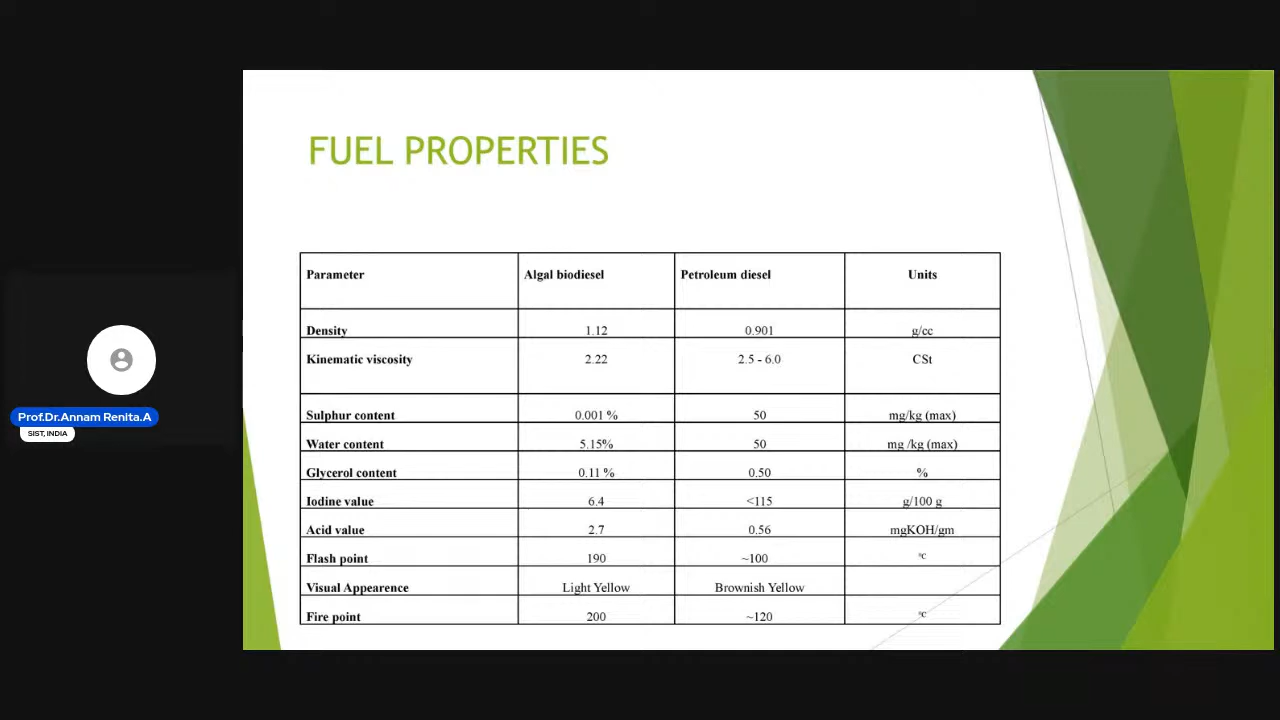 FUEL PROPERTIES
Parameter Algal biodiesel Petroleum diesel Units
Density 1.12 0.901 g/cc
Kinematic viscosity 2.22 2.5 - 6.0 CSt
Sulphur content 0.001 % 50 mg/kg (max)
Water content 5.15% 50 mg /kg (max)
Glycerol content 0.11 % 0.50 %
Iodine value 6.4 <115 g/100 g
Acid value 2.7 0.56 mgKOH/gm
Flash point 190 ~100 °C
Visual Appearence Light Yellow Brownish Yellow
Fire point 200 ~120 °C
Prof.Dr.Annam Renita.A
SIST, INDIA